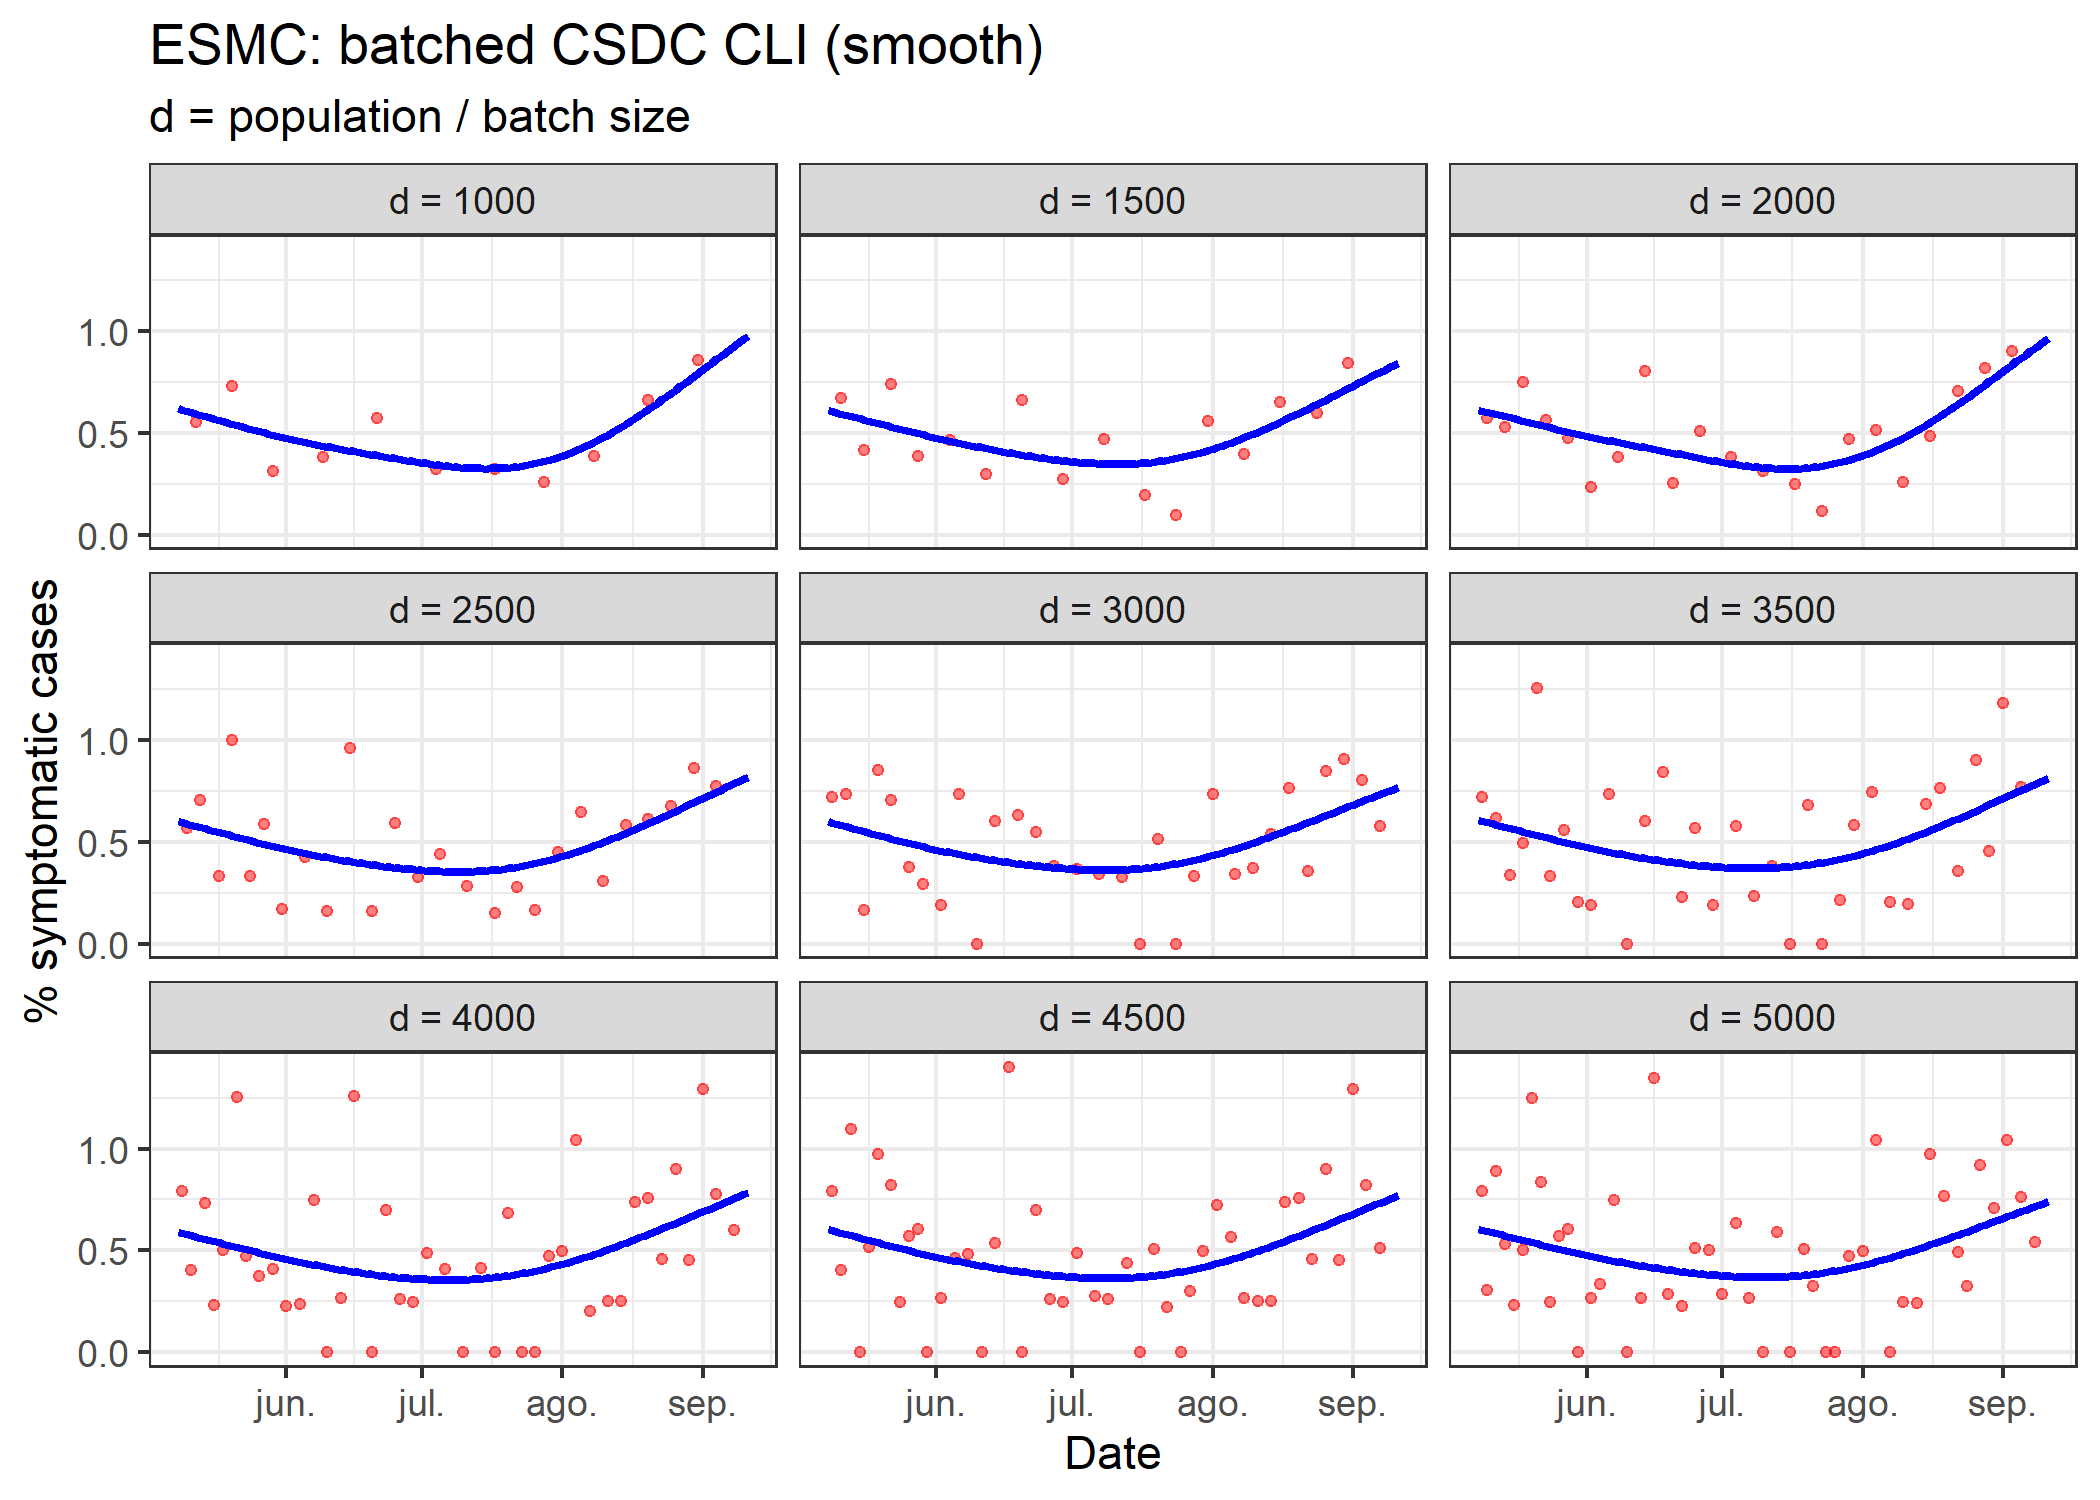 ESMC: batched CSDC CLI (smooth)
d = population / batch size
d = 1000
d = 1500
d = 2000
1.0
0.5
0.0
d = 2500
d = 3000
d = 3500
1.0
0.5
0.0
% symptomatic cases
d = 4000
d = 4500
d = 5000
1.0
0.5
0.0
jun. jul. ago. sep.
jun. jul. ago. sep.
jun. jul. ago. sep.
Date